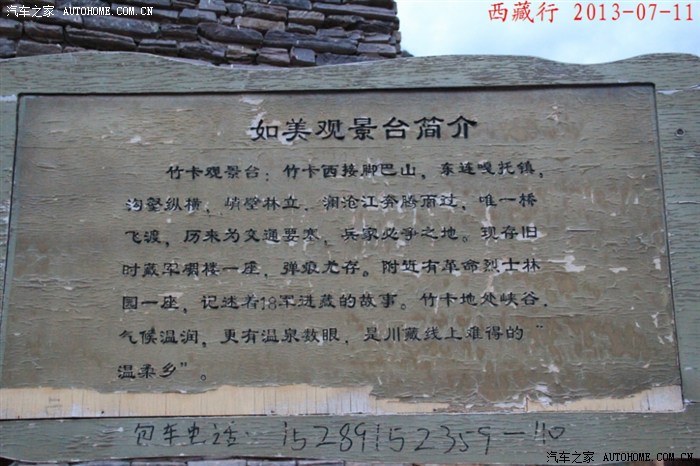 汽车之家 AUTOHOME.COM.CN
西藏行 2013-07-11
如美观景台简介
竹卡观景台：竹卡西接脚巴山，东连嘎托镇，
沟壑纵横，峭壁林立，澜沧江奔腾而过，唯一桥
飞渡，历来为交通要塞，兵家必争之地。现存旧
时藏军碉楼一座，弹痕尤存。附近有革命烈士林
园一座，记述着18军进藏的故事。竹卡地处峡谷，
气候温润，更有温泉数眼，是川藏线上难得的“
温柔乡”。
包车电话：15289152359
汽车之家 AUTOHOME.COM.CN